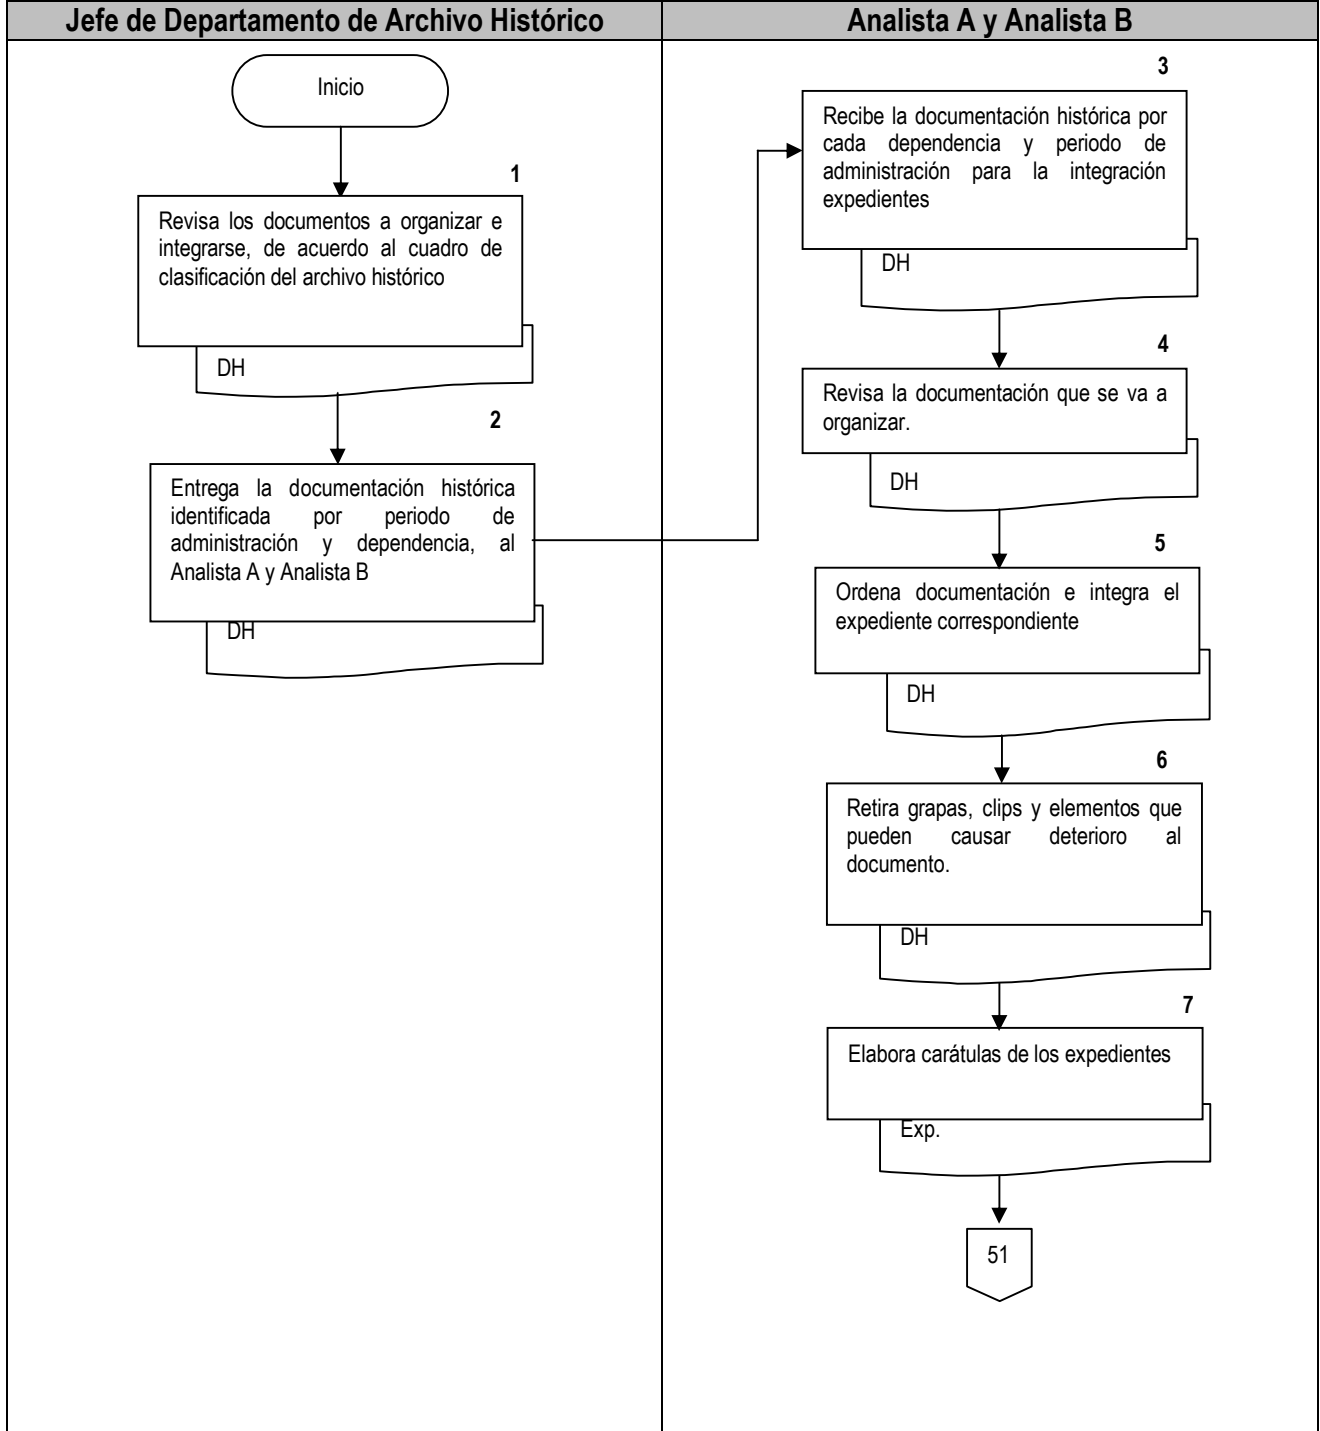 Jefe de Departamento de Archivo Histórico
Inicio
1
Revisa los documentos a organizar e
integrarse, de acuerdo al cuadro de
clasificación del archivo histórico
DH
2
Entrega la documentación histórica
identificada por periodo de
administración y dependencia, al
Analista A y Analista B
DH
Analista A y Analista B
3
Recibe la documentación histórica por
cada dependencia y periodo de
administración para la integración
expedientes
DH
4
Revisa la documentación que se va a
organizar.
DH
5
Ordena documentación e integra el
expediente correspondiente
DH
6
Retira grapas, clips y elementos que
pueden causar deterioro al
documento.
DH
7
Elabora carátulas de los expedientes
Exp.
51